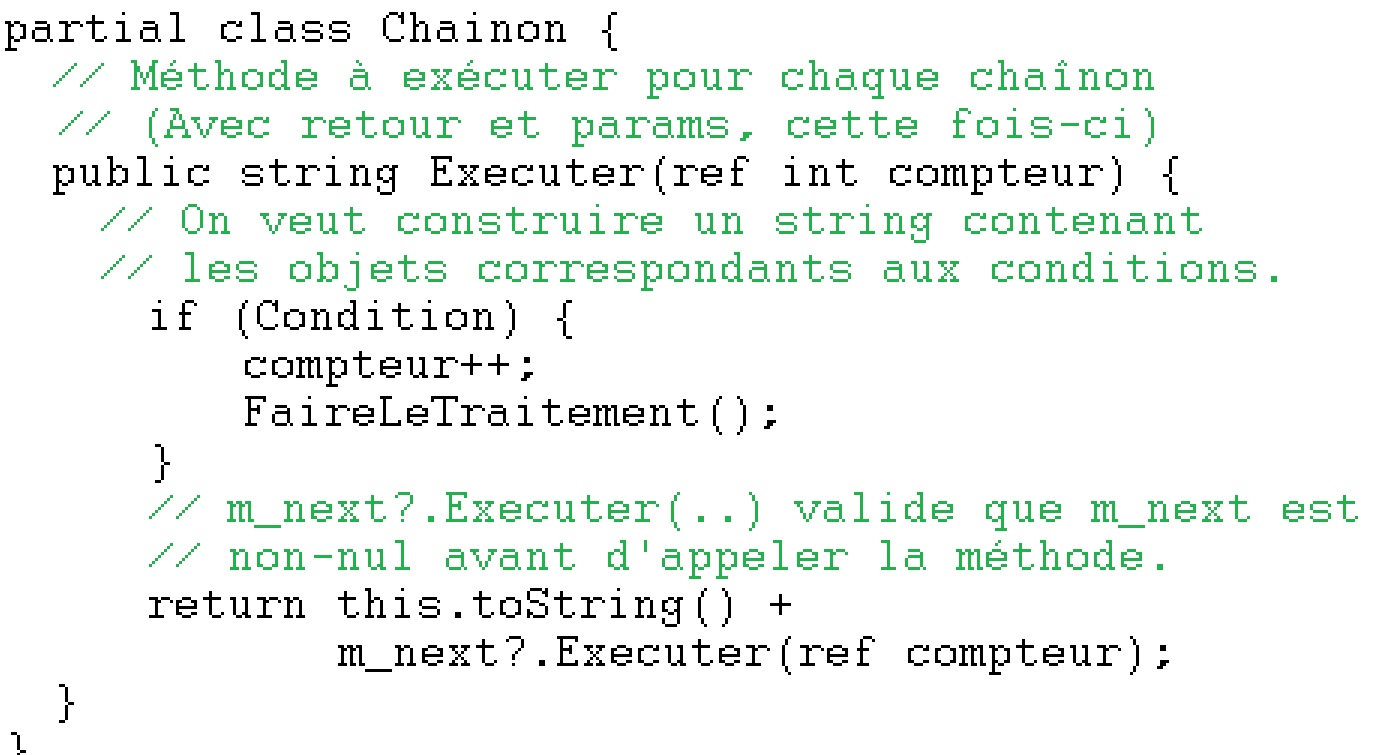 partial class Chainon {
// Méthode à exécuter pour chaque chaînon
// (Avec retour et params, cette fois-ci)
public string Executer(ref int compteur) {
// On veut construire un string contenant
// les objets correspondants aux conditions.
if (Condition) {
compteur++;
FaireLeTraitement();
}
// m_next?.Executer(..) valide que m_next est
// non-nul avant d'appeler la méthode.
return this.toString() +
m_next?.Executer(ref compteur);
}
}